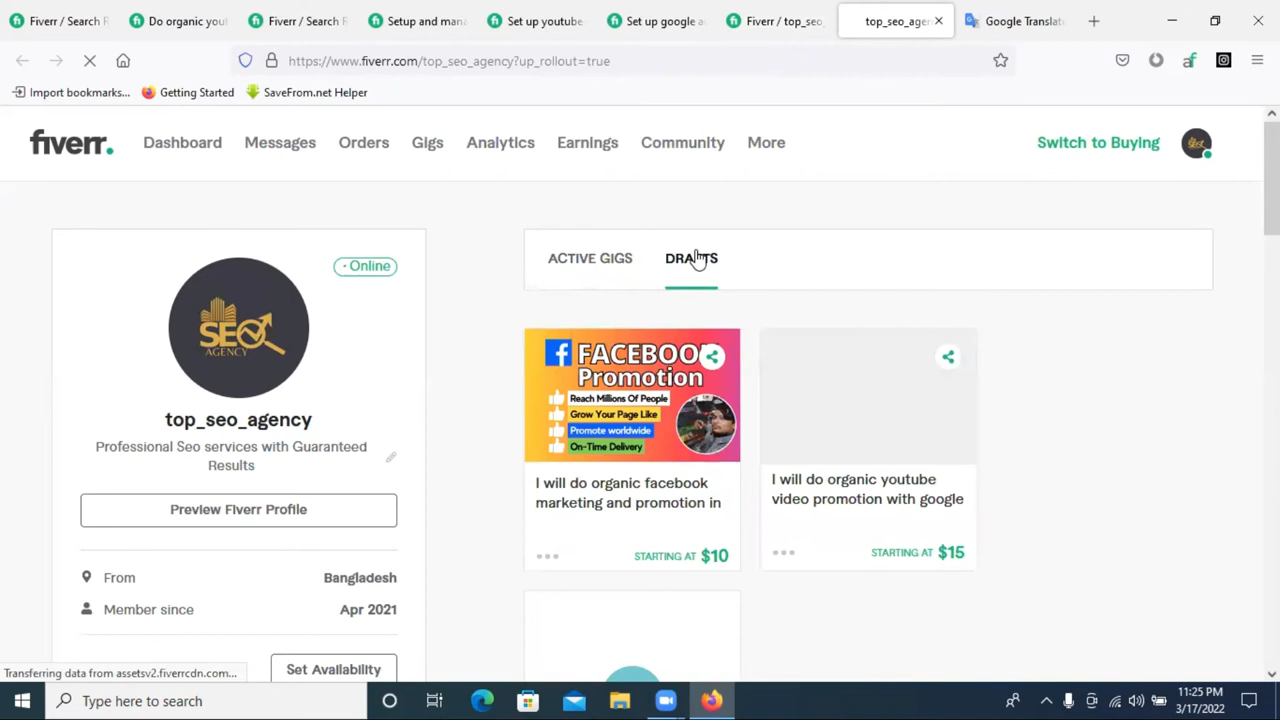 Fiverr / Search R
Do organic yout
Fiverr / Search R
Setup and mana
Set up youtube
Set up google a
Fiverr / top_seo_
top_seo_agen
Google Translat
https://www.fiverr.com/top_seo_agency?up_rollout=true
Import bookmarks...
Getting Started
SaveFrom.net Helper
fiverr.
Dashboard
Messages
Orders
Gigs
Analytics
Earnings
Community
More
Switch to Buying
Online
SEO
AGENCY
top_seo_agency
Professional Seo services with Guaranteed
Results
Preview Fiverr Profile
From Bangladesh
Member since Apr 2021
Set Availability
ACTIVE GIGS
DRAFTS
FACEBOO
Promotion
Reach Millions Of People
Grow Your Page Like
Promote worldwide
On-Time Delivery
I will do organic facebook
marketing and promotion in
STARTING AT $10
I will do organic youtube
video promotion with google
STARTING AT $15
Transferring data from assetsv2.fiverrcdn.com...
Type here to search
11:25 PM
3/17/2022